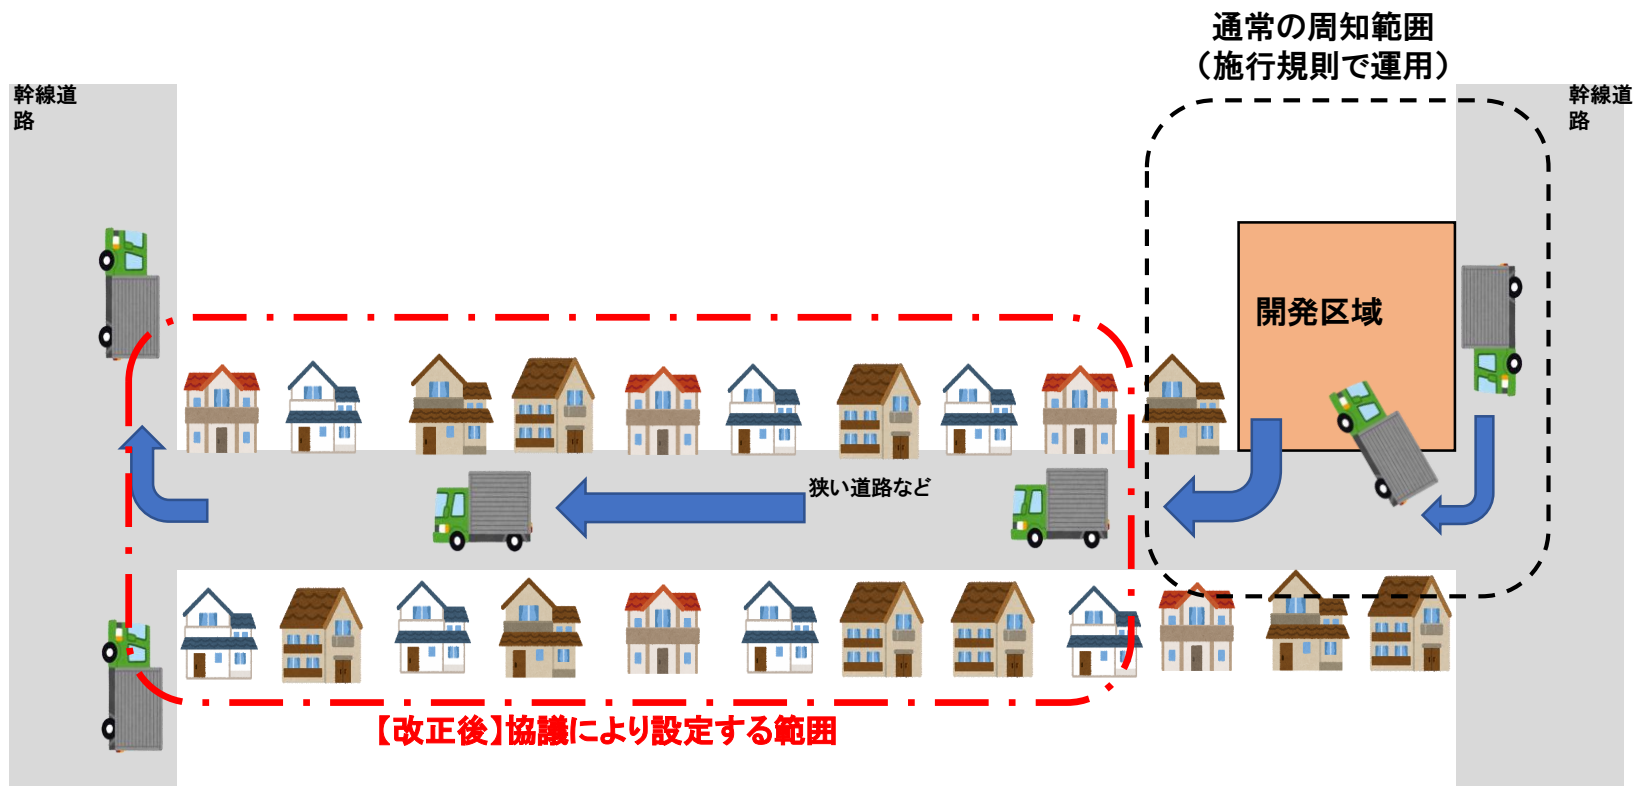 通常の周知範囲
（施行規則で運用）
幹線道
路
幹線道
路
開発区域
狭い道路など
【改正後】協議により設定する範囲